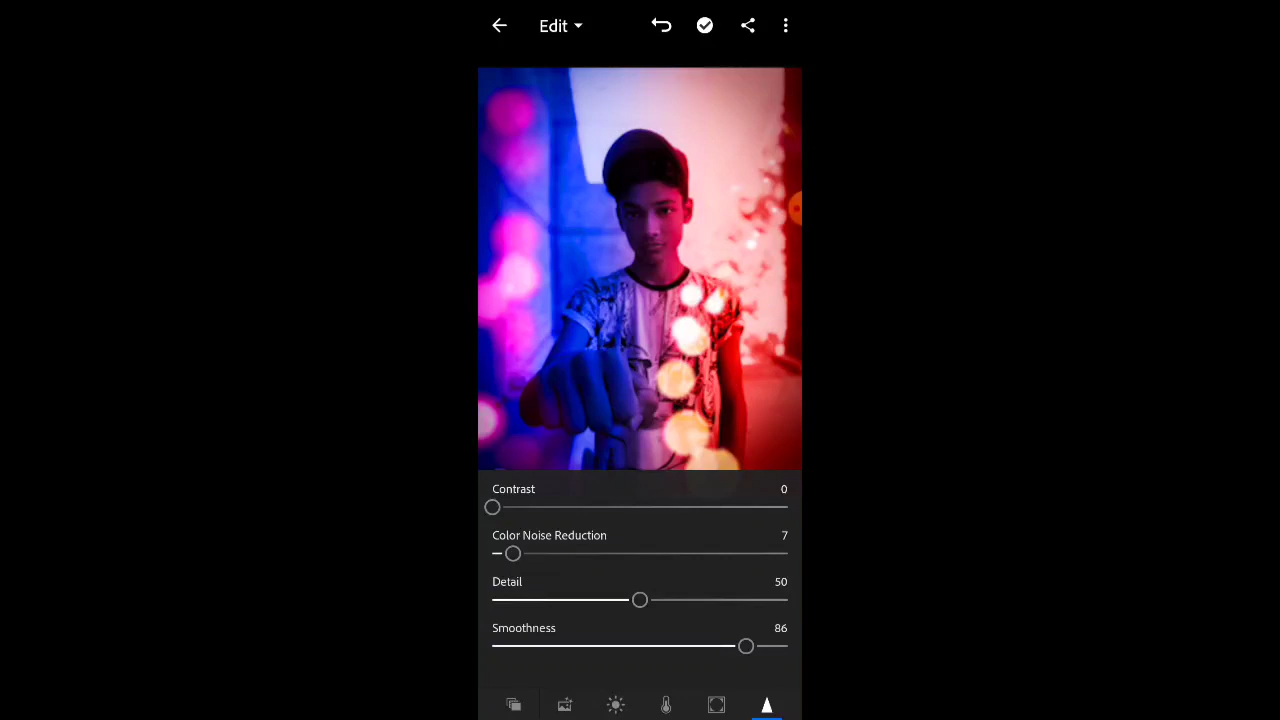 Edit
Contrast 0
Color Noise Reduction 7
Detail 50
Smoothness 86